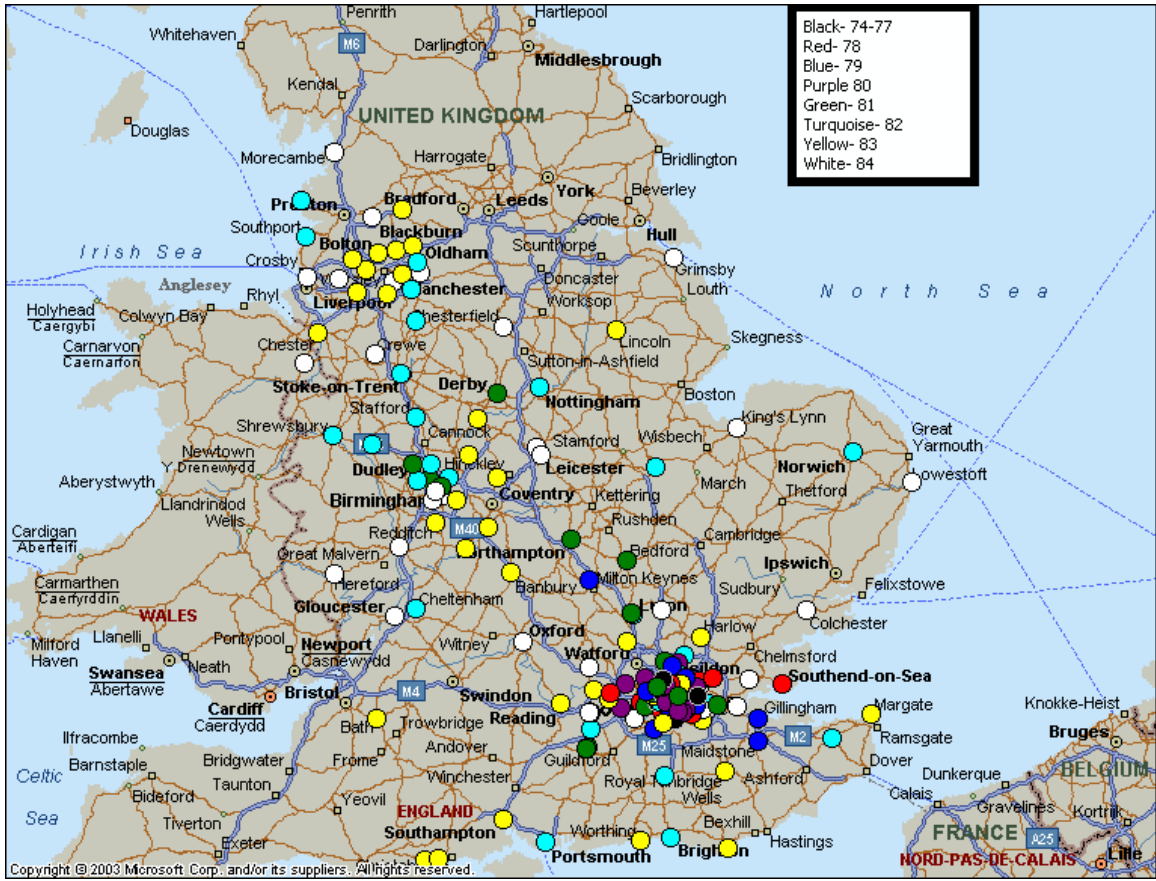 Black- 74-77
Red- 78
Blue- 79
Purple 80
Green- 81
Turquoise- 82
Yellow- 83
White- 84
Penrith
Hartlepool
Whitehaven
M6
Darlington
Middlesbrough
Kendal
UNITED KINGDOM
Scarborough
Douglas
Morecambe
Harrogate
Bridlington
York
Beverley
Bradford
Leeds
Southport
Blackburn
Goole
Hull
Irish Sea
Bolton
Oldham
Scunthorpe
Crosby
Doncaster
Grimsby
Anglesey
Rhyl
Liverpool
Worksop
Louth
North Sea
Holyhead
Caergybi
Colwyn Bay
Chesterfield
Carnarvon
Caernarfon
Chester
Crewe
Lincoln
Skegness
Sutton-in-Ashfield
Stoke-on-Trent
Derby
Nottingham
Boston
Stafford
King's Lynn
Shrewsbury
Cannock
Stamford
Wisbech
Great
Yarmouth
Newtown
Y Drenewydd
Dudley
Hinckley
Leicester
Norwich
Lowestoft
Aberystwyth
March
Thetford
Llandrindod
Wells
Coventry
Kettering
Cardigan
Aberteifi
Redditch
M40
Rushden
Cambridge
Great Malvern
Bedford
Ipswich
Carmarthen
Caerfyrddin
Hereford
Banbury
Milton Keynes
Sudbury
Felixstowe
WALES
Gloucester
Cheltenham
Colchester
Milford
Haven
Llanelli
Pontypool
Newport
Casnewydd
Witney
Oxford
Harlow
Chelmsford
Swansea
Abertawe
Neath
Watford
Southend-on-Sea
Cardiff
Caerdydd
Bristol
M4
Swindon
Reading
Gillingham
Margate
Knokke-Heist
Bath
Trowbridge
M25
M2
Ramsgate
Bruges
Ilfracombe
Frome
Andover
Guildford
Maidstone
Ashford
Dover
Barnstaple
Bridgwater
Winchester
Dunkerque
BELGIUM
Celtic
Sea
Bideford
Taunton
Royal Tunbridge
Wells
Calais
Gravelines
Kortrijk
Tiverton
Yeovil
ENGLAND
Southampton
Worthing
Bexhill
Hastings
FRANCE
A25
Exeter
Portsmouth
Brighton
NORD-PAS-DE-CALAIS
Lille
Copyright © 2003 Microsoft Corp. and/or its suppliers. All rights reserved.